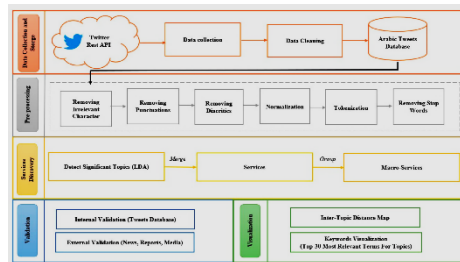 Data Collection and
Storge
Twitter
Rest API
Data collection
Data Cleaning
Arabic Tweets
Database
Pre-processing
Removing
Irrelevant
Character
Removing
Punctuations
Removing
Diacritics
Normalization
Tokenization
Removing Stop
Words
Services
Discovery
Detect Significant Topics (LDA)
Merge
Services
Group
Macro-Services
Validation
Internal Validation (Tweets Database)
External Validation (News, Reports, Media)
Visualization
Inter-Topic Distance Map
Keywords Visualization
(Top 30 Most Relevant Terms For Topics)